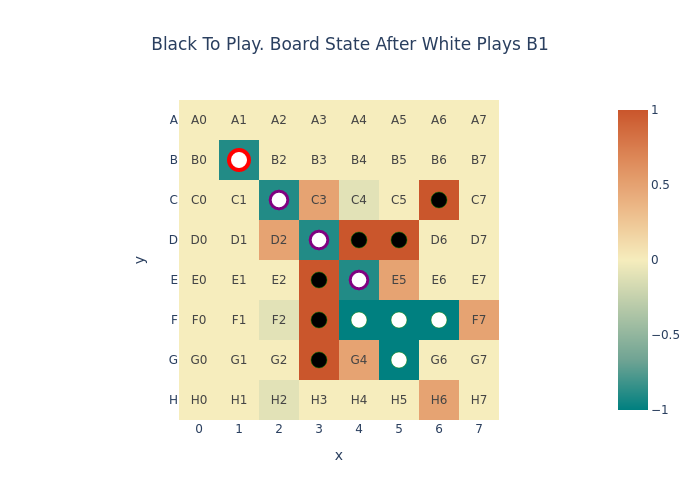 Black To Play. Board State After White Plays B1
A A0 A1 A2 A3 A4 A5 A6 A7
B B0 B2 B3 B4 B5 B6 B7
C C0 C1 C3 C4 C5 C7
D D0 D1 D2 D6 D7
E E0 E1 E2 E5 E6 E7
F F0 F1 F2 F7
G G0 G1 G2 G4 G6 G7
H H0 H1 H2 H3 H4 H5 H6 H7
0 1 2 3 4 5 6 7
x
y
1
0.5
0
−0.5
−1